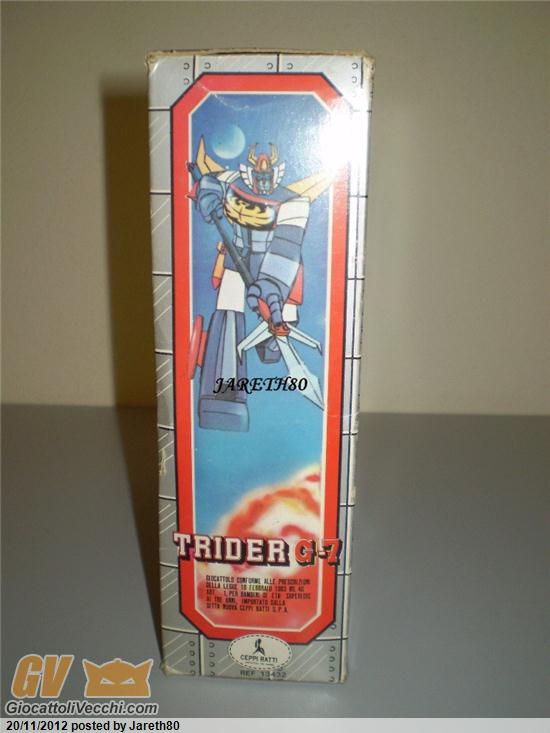 JARETH80
TRIDER G-7
GIOCATTOLO CONFORME ALLE PRESCRIZIONI
DELLA LEGGE 18 FEBBRAIO 1983 NO. 46
ART. 1, PER BAMBINI DI ETA' SUPERIORE
AI TRE ANNI. IMPORTATO DALLA
DITTA NUOVA CEPPI RATTI S.P.A.
CEPPI RATTI
REF. 13432
GV
GiocattoliVecchi.com
20/11/2012 posted by Jareth80